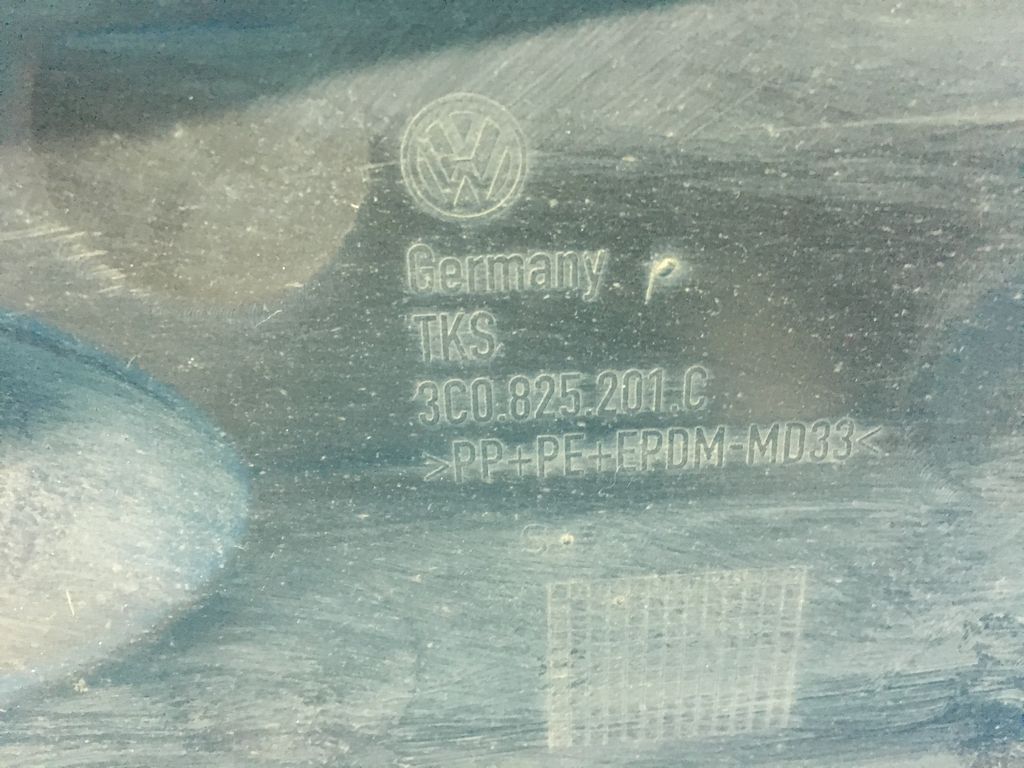 Germany
TKS
3C0.825.201.C
>PP+PE+EPDM-MD33<